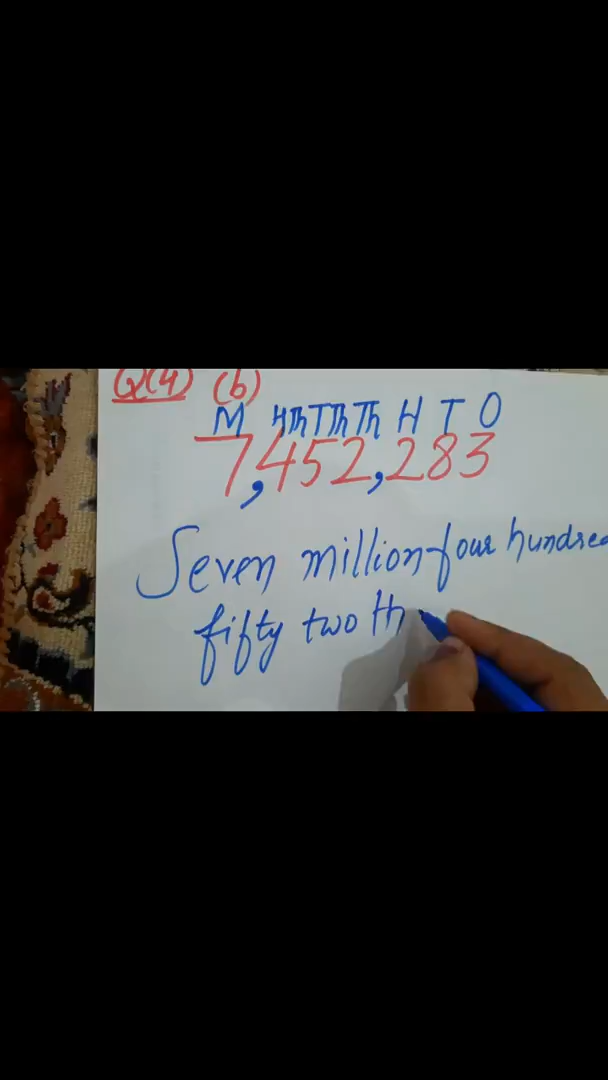 Q(4) (b)
M HTh TTh Th H T O
7,452,283
Seven million four hundred
fifty two th